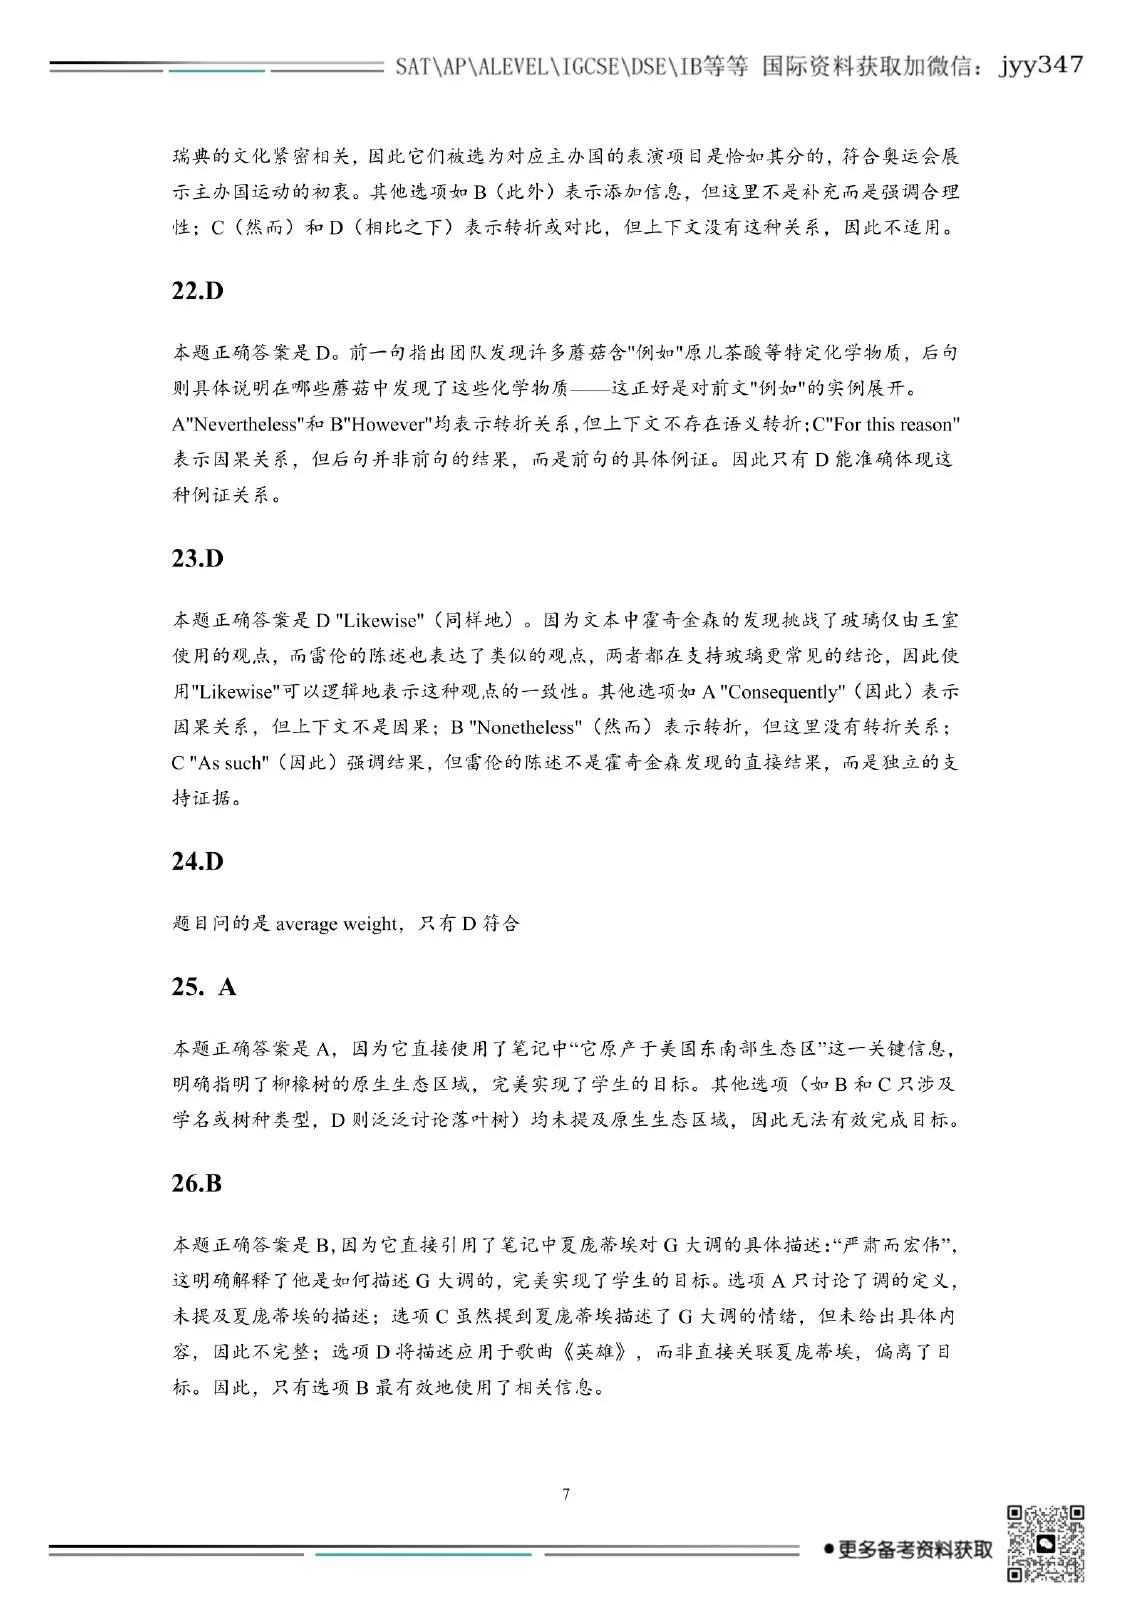 SAT\AP\ALEVEL\IGCSE\DSE\IB等等 国际资料获取加微信：jyy347
瑞典的文化紧密相关，因此它们被选为对应主办国的表演项目是恰如其分的，符合奥运会展
示主办国运动的初衷。其他选项如 B（此外）表示添加信息，但这里不是补充而是强调合理
性；C（然而）和 D（相比之下）表示转折或对比，但上下文没有这种关系，因此不适用。
22.D
本题正确答案是 D。前一句指出团队发现许多蘑菇含"例如"原儿茶酸等特定化学物质，后句
则具体说明在哪些蘑菇中发现了这些化学物质——这正好是对前文"例如"的实例展开。
A"Nevertheless"和 B"However"均表示转折关系,但上下文不存在语义转折;C"For this reason"
表示因果关系，但后句并非前句的结果，而是前句的具体例证。因此只有 D 能准确体现这
种例证关系。
23.D
本题正确答案是 D "Likewise"（同样地）。因为文本中霍奇金森的发现挑战了玻璃仅由王室
使用的观点，而雷伦的陈述也表达了类似的观点，两者都在支持玻璃更常见的结论，因此使
用"Likewise"可以逻辑地表示这种观点的一致性。其他选项如 A "Consequently"（因此）表示
因果关系，但上下文不是因果；B "Nonetheless"（然而）表示转折，但这里没有转折关系；
C "As such"（因此）强调结果，但雷伦的陈述不是霍奇金森发现的直接结果，而是独立的支
持证据。
24.D
题目问的是 average weight，只有 D 符合
25. A
本题正确答案是 A，因为它直接使用了笔记中“它原产于美国东南部生态区”这一关键信息，
明确指明了柳橡树的原生生态区域，完美实现了学生的目标。其他选项（如 B 和 C 只涉及
学名或树种类型，D 则泛泛讨论落叶树）均未提及原生生态区域，因此无法有效完成目标。
26.B
本题正确答案是 B,因为它直接引用了笔记中夏庞蒂埃对 G 大调的具体描述:“严肃而宏伟”,
这明确解释了他是如何描述 G 大调的，完美实现了学生的目标。选项 A 只讨论了调的定义，
未提及夏庞蒂埃的描述；选项 C 虽然提到夏庞蒂埃描述了 G 大调的情绪，但未给出具体内
容，因此不完整；选项 D 将描述应用于歌曲《英雄》，而非直接关联夏庞蒂埃，偏离了目
标。因此，只有选项 B 最有效地使用了相关信息。
7
●更多备考资料获取